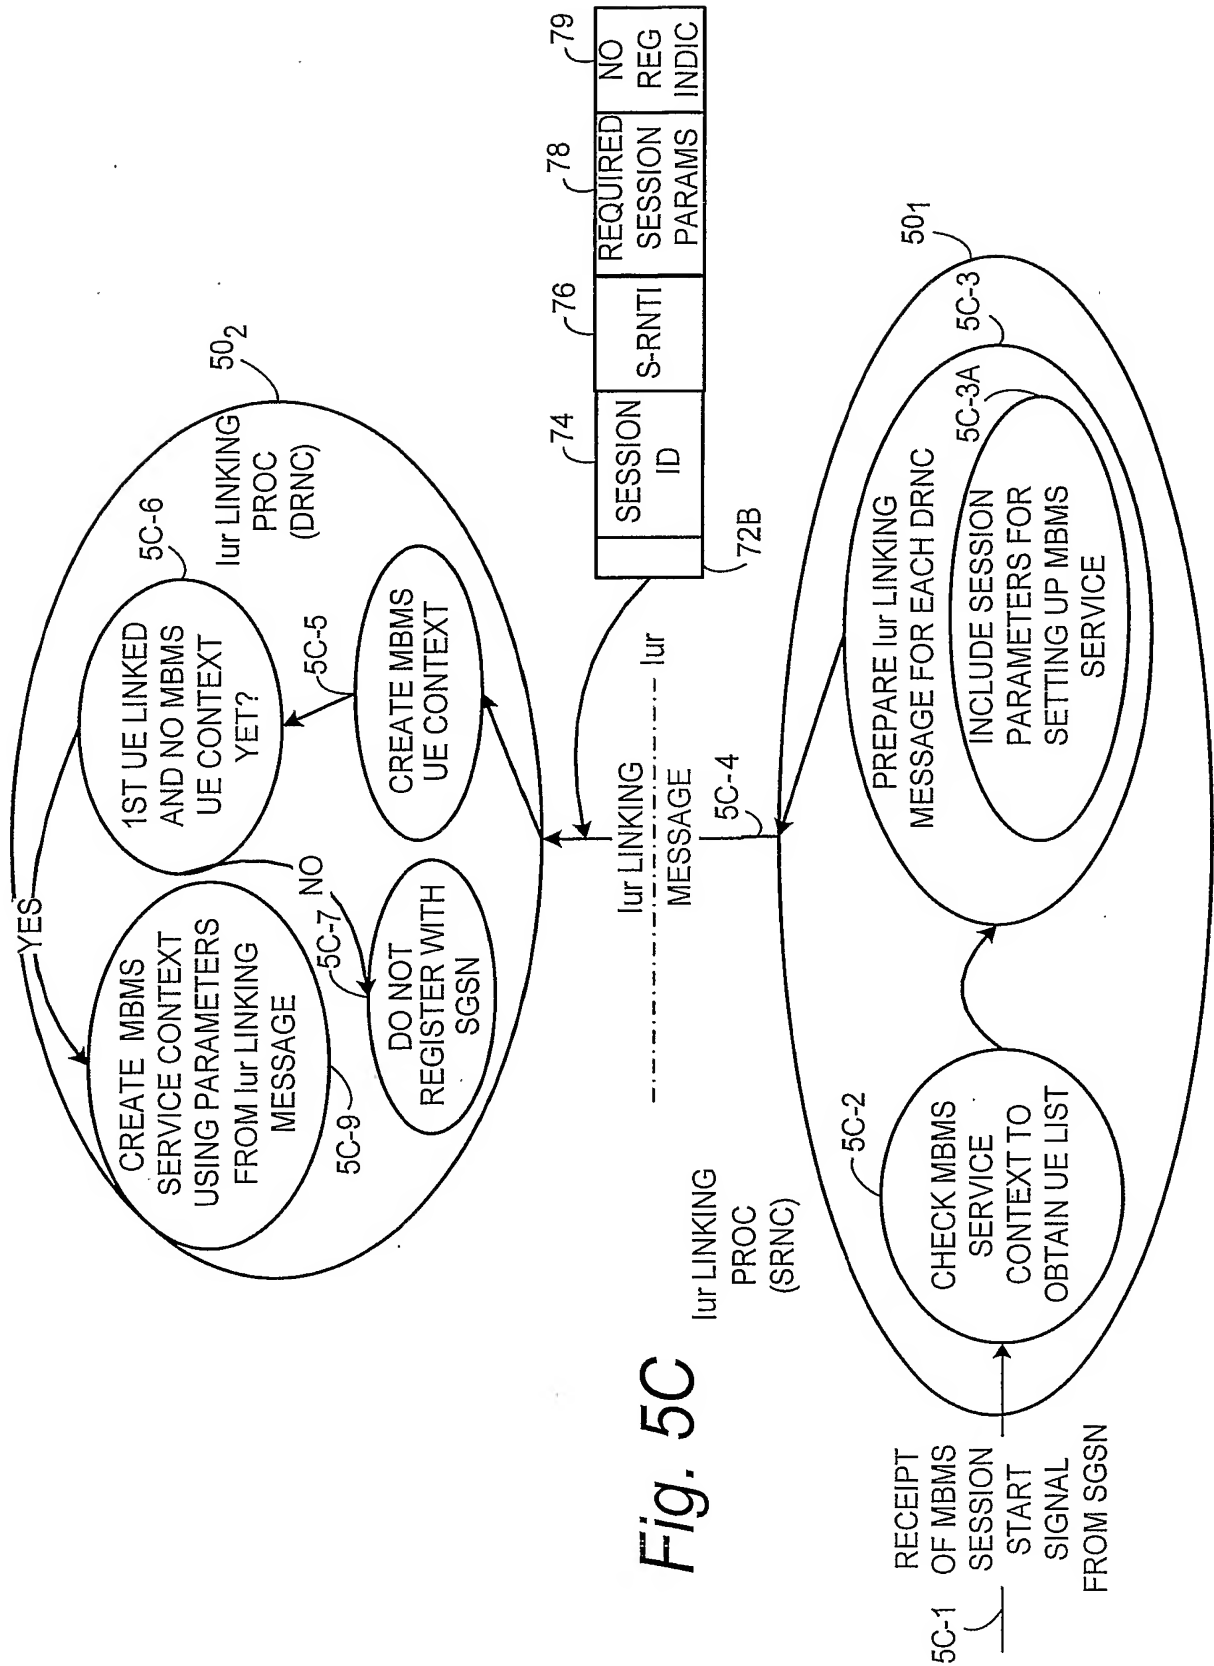 YES
CREATE MBMS
SERVICE CONTEXT
USING PARAMETERS
FROM Iur LINKING
MESSAGE
5C-9
1ST UE LINKED
AND NO MBMS
UE CONTEXT
YET?
5C-6
Iur LINKING
PROC
(DRNC)
50₂
NO
5C-7
DO NOT
REGISTER WITH
SGSN
5C-5
CREATE MBMS
UE CONTEXT
72B
74
SESSION
ID
76
S-RNTI
78
REQUIRED
SESSION
PARAMS
79
NO
REG
INDIC
Iur LINKING
MESSAGE
Iur
5C-4
Fig. 5C
Iur LINKING
PROC
(SRNC)
50₁
5C-1
RECEIPT
OF MBMS
SESSION
START
SIGNAL
FROM SGSN
5C-2
CHECK MBMS
SERVICE
CONTEXT TO
OBTAIN UE LIST
5C-3
PREPARE Iur LINKING
MESSAGE FOR EACH DRNC
5C-3A
INCLUDE SESSION
PARAMETERS FOR
SETTING UP MBMS
SERVICE